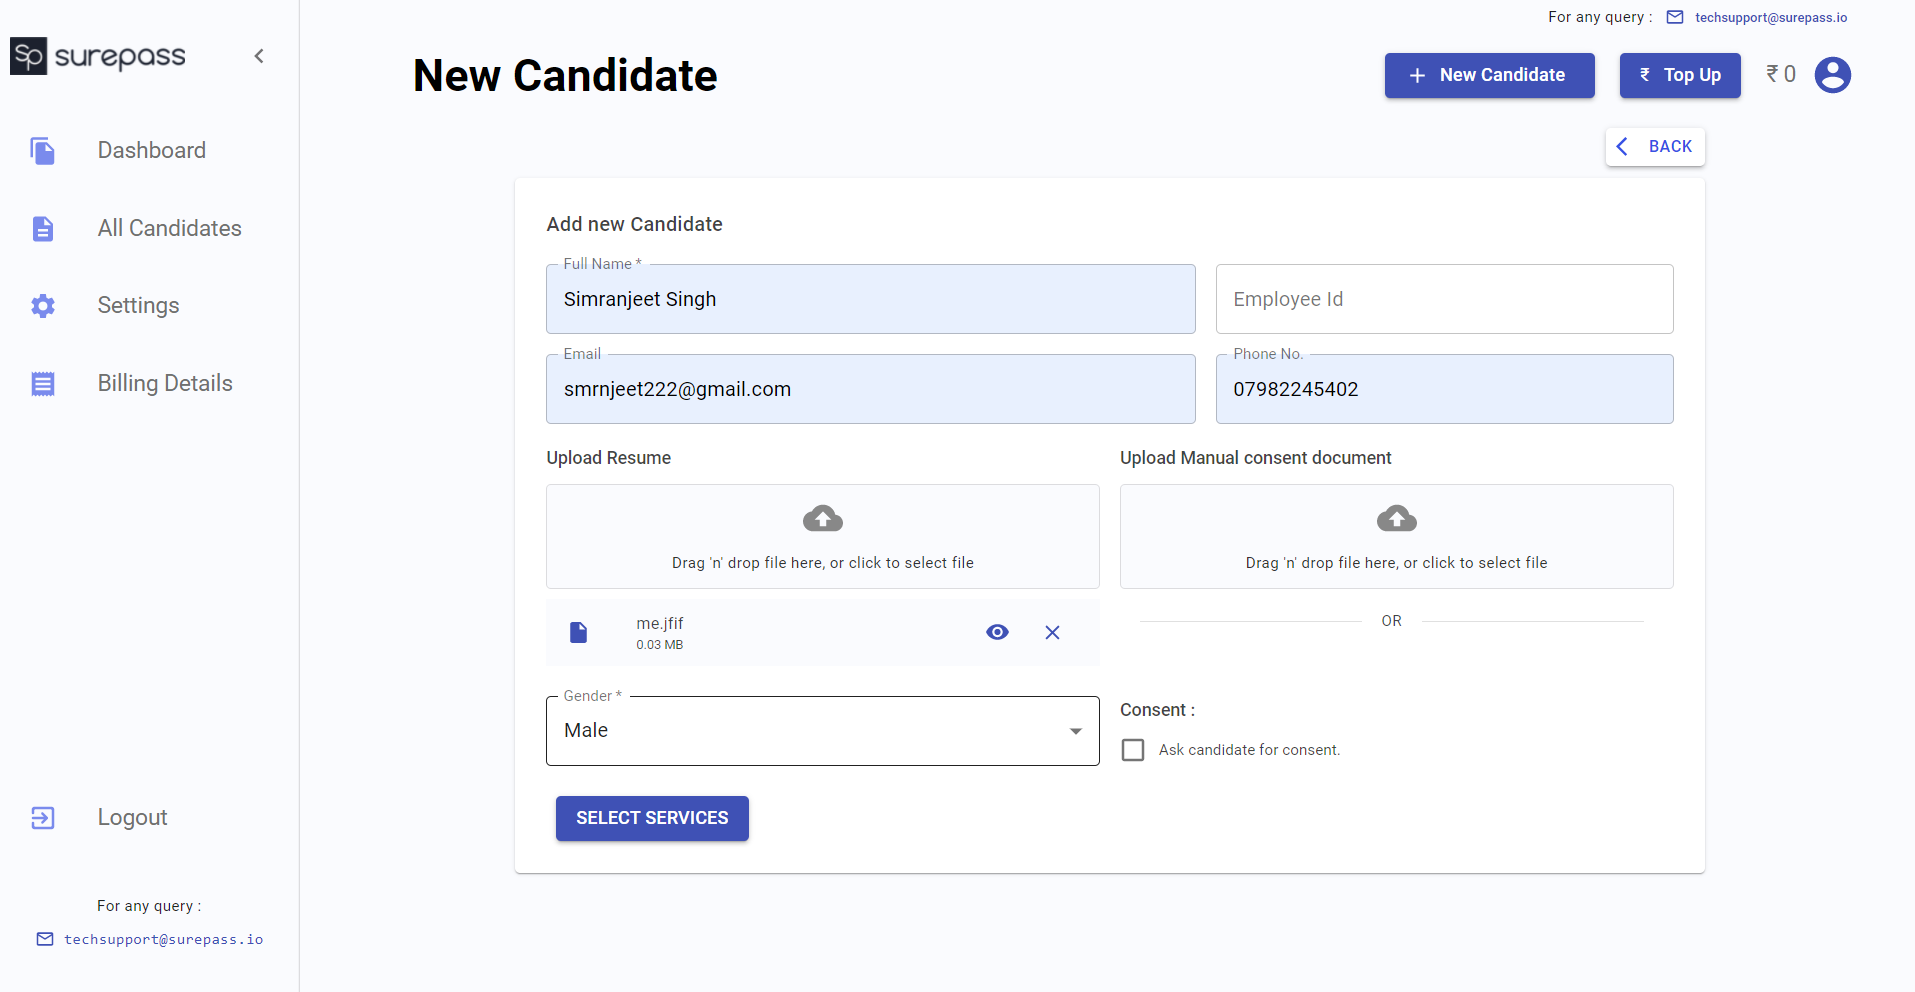 For any query :
techsupport@surepass.io
Sp surepass
New Candidate
New Candidate
₹ Top Up
₹ 0
Dashboard
All Candidates
Settings
Billing Details
BACK
Add new Candidate
Full Name *
Simranjeet Singh
Employee Id
Email
smrnjeet222@gmail.com
Phone No.
07982245402
Upload Resume
Upload Manual consent document
Drag 'n' drop file here, or click to select file
Drag 'n' drop file here, or click to select file
me.jfif
0.03 MB
OR
Gender *
Male
Consent :
Ask candidate for consent.
SELECT SERVICES
Logout
For any query :
techsupport@surepass.io